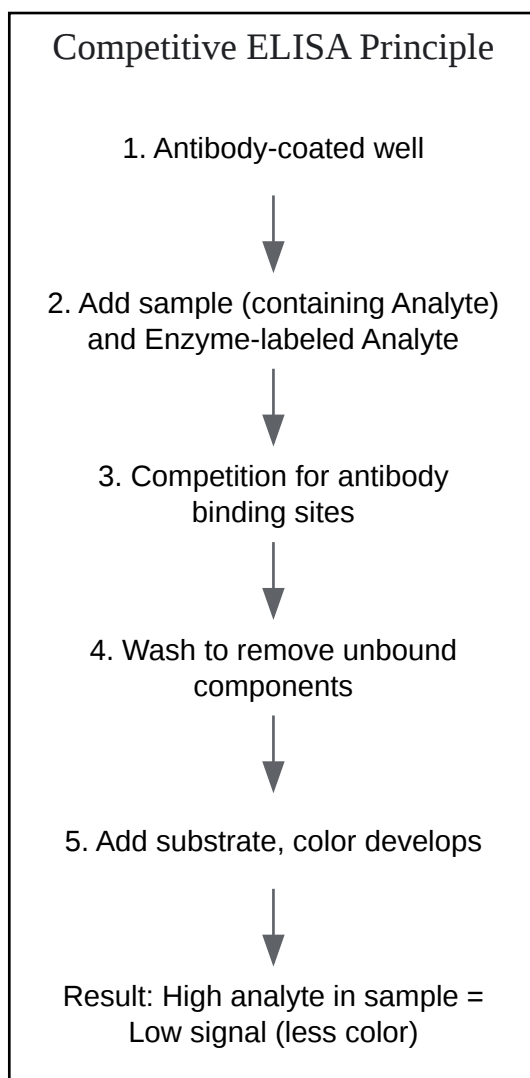 Competitive ELISA Principle
1. Antibody-coated well
2. Add sample (containing Analyte)
and Enzyme-labeled Analyte
3. Competition for antibody
binding sites
4. Wash to remove unbound
components
5. Add substrate, color develops
Result: High analyte in sample =
Low signal (less color)